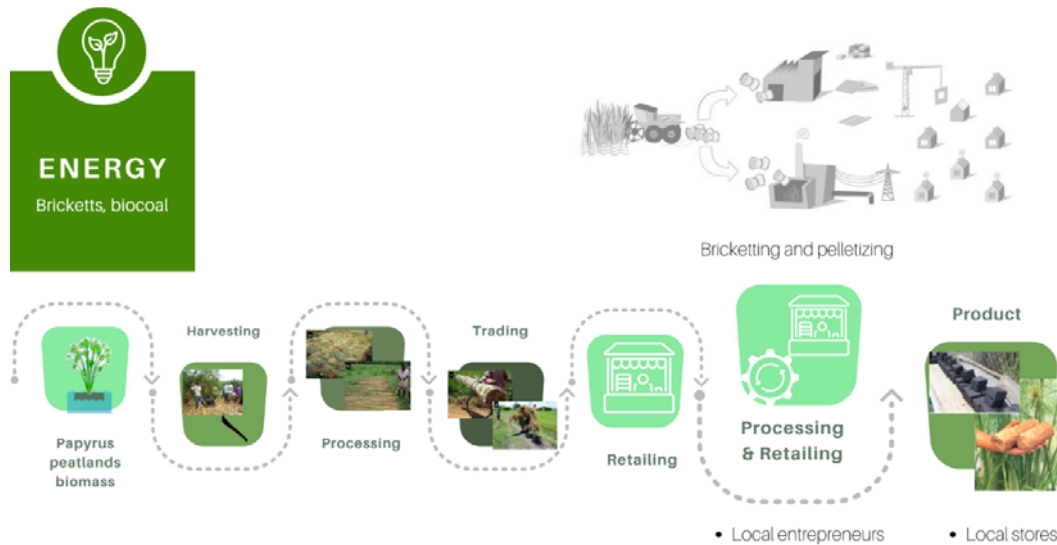 ENERGY
Bricketts, biocoal
Bricketting and pelletizing
Papyrus
peatlands
biomass
Harvesting
Processing
Trading
Retailing
Processing
& Retailing
Product
• Local entrepreneurs
• Local stores